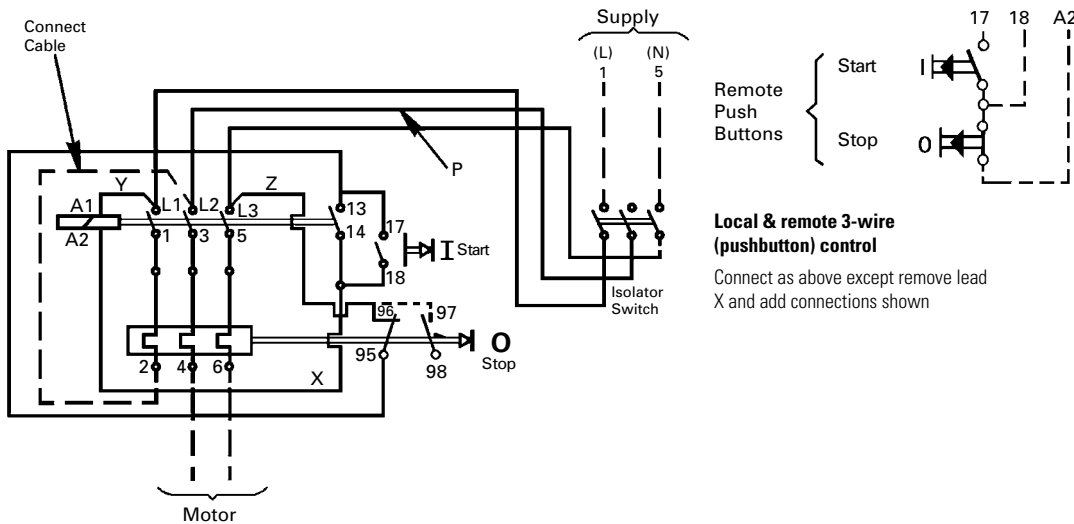 Connect
Cable
Supply
(L) (N)
1 5
P
Y Z
A1 L1 L2 L3 13
A2 1 3 5 14 17
I Start
18
Isolator
Switch
96 97
O
Stop
95 98
2 4 6
X
Motor
17 18 A2
Remote
Push
Buttons
Start I
Stop O
Local & remote 3-wire
(pushbutton) control
Connect as above except remove lead
X and add connections shown